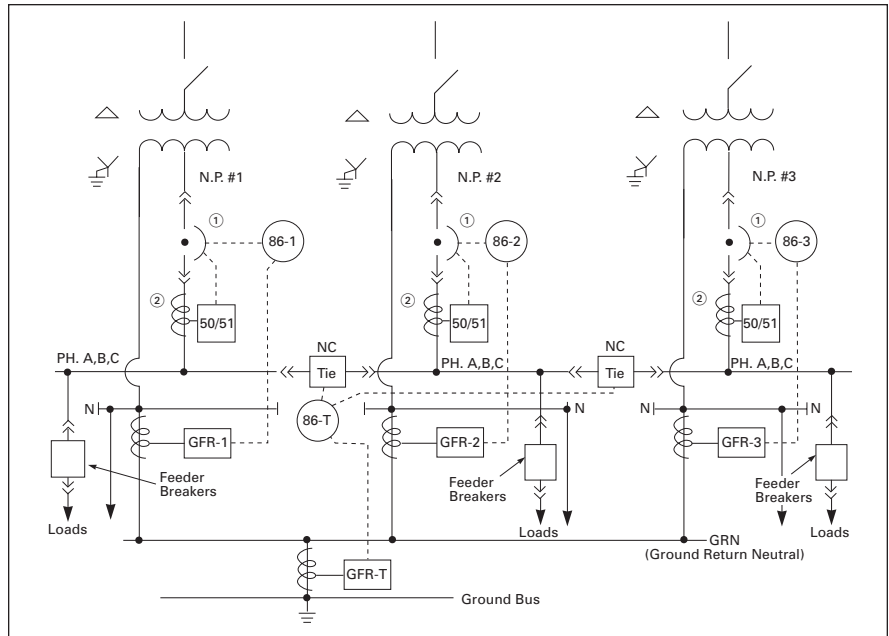 N.P. #1
N.P. #2
N.P. #3
①
86-1
①
86-2
①
86-3
②
50/51
②
50/51
②
50/51
NC
NC
PH. A,B,C
Tie
PH. A,B,C
Tie
PH. A,B,C
N
N
N
N
86-T
GFR-1
GFR-2
GFR-3
Feeder
Breakers
Feeder
Breakers
Feeder
Breakers
Loads
Loads
Loads
GRN
(Ground Return Neutral)
GFR-T
Ground Bus